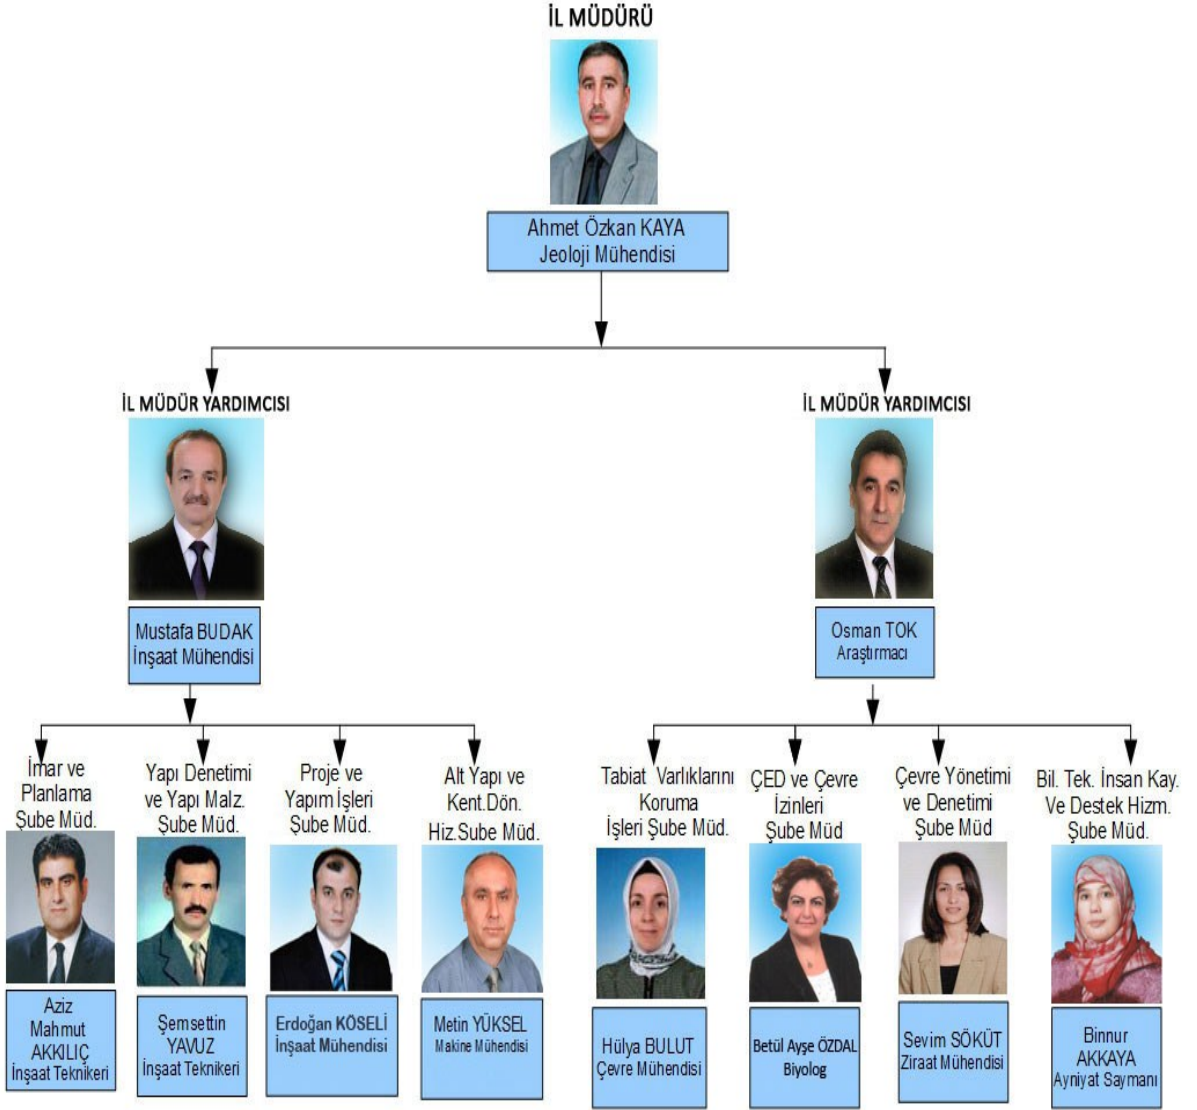 İL MÜDÜRÜ
Ahmet Özkan KAYA
Jeoloji Mühendisi
İL MÜDÜR YARDIMCISI
Mustafa BUDAK
İnşaat Mühendisi
İL MÜDÜR YARDIMCISI
Osman TOK
Araştırmacı
İmar ve
Planlama
Şube Müd.
Aziz
Mahmut
AKKILIÇ
İnşaat Teknikeri
Yapı Denetimi
ve Yapı Malz.
Şube Müd.
Şemsettin
YAVUZ
İnşaat Teknikeri
Proje ve
Yapım İşleri
Şube Müd.
Erdoğan KÖSELİ
İnşaat Mühendisi
Alt Yapı ve
Kent.Dön.
Hiz.Sube Müd.
Metin YÜKSEL
Makine Mühendisi
Tabiat Varlıklarını
Koruma
İşleri Şube Müd.
Hülya BULUT
Çevre Mühendisi
ÇED ve Çevre
İzinleri
Şube Müd
Betül Ayşe ÖZDAL
Biyolog
Çevre Yönetimi
ve Denetimi
Şube Müd
Sevim SÖKÜT
Ziraat Mühendisi
Bil. Tek. İnsan Kay.
Ve Destek Hizm.
Şube Müd.
Binnur
AKKAYA
Ayniyat Saymanı